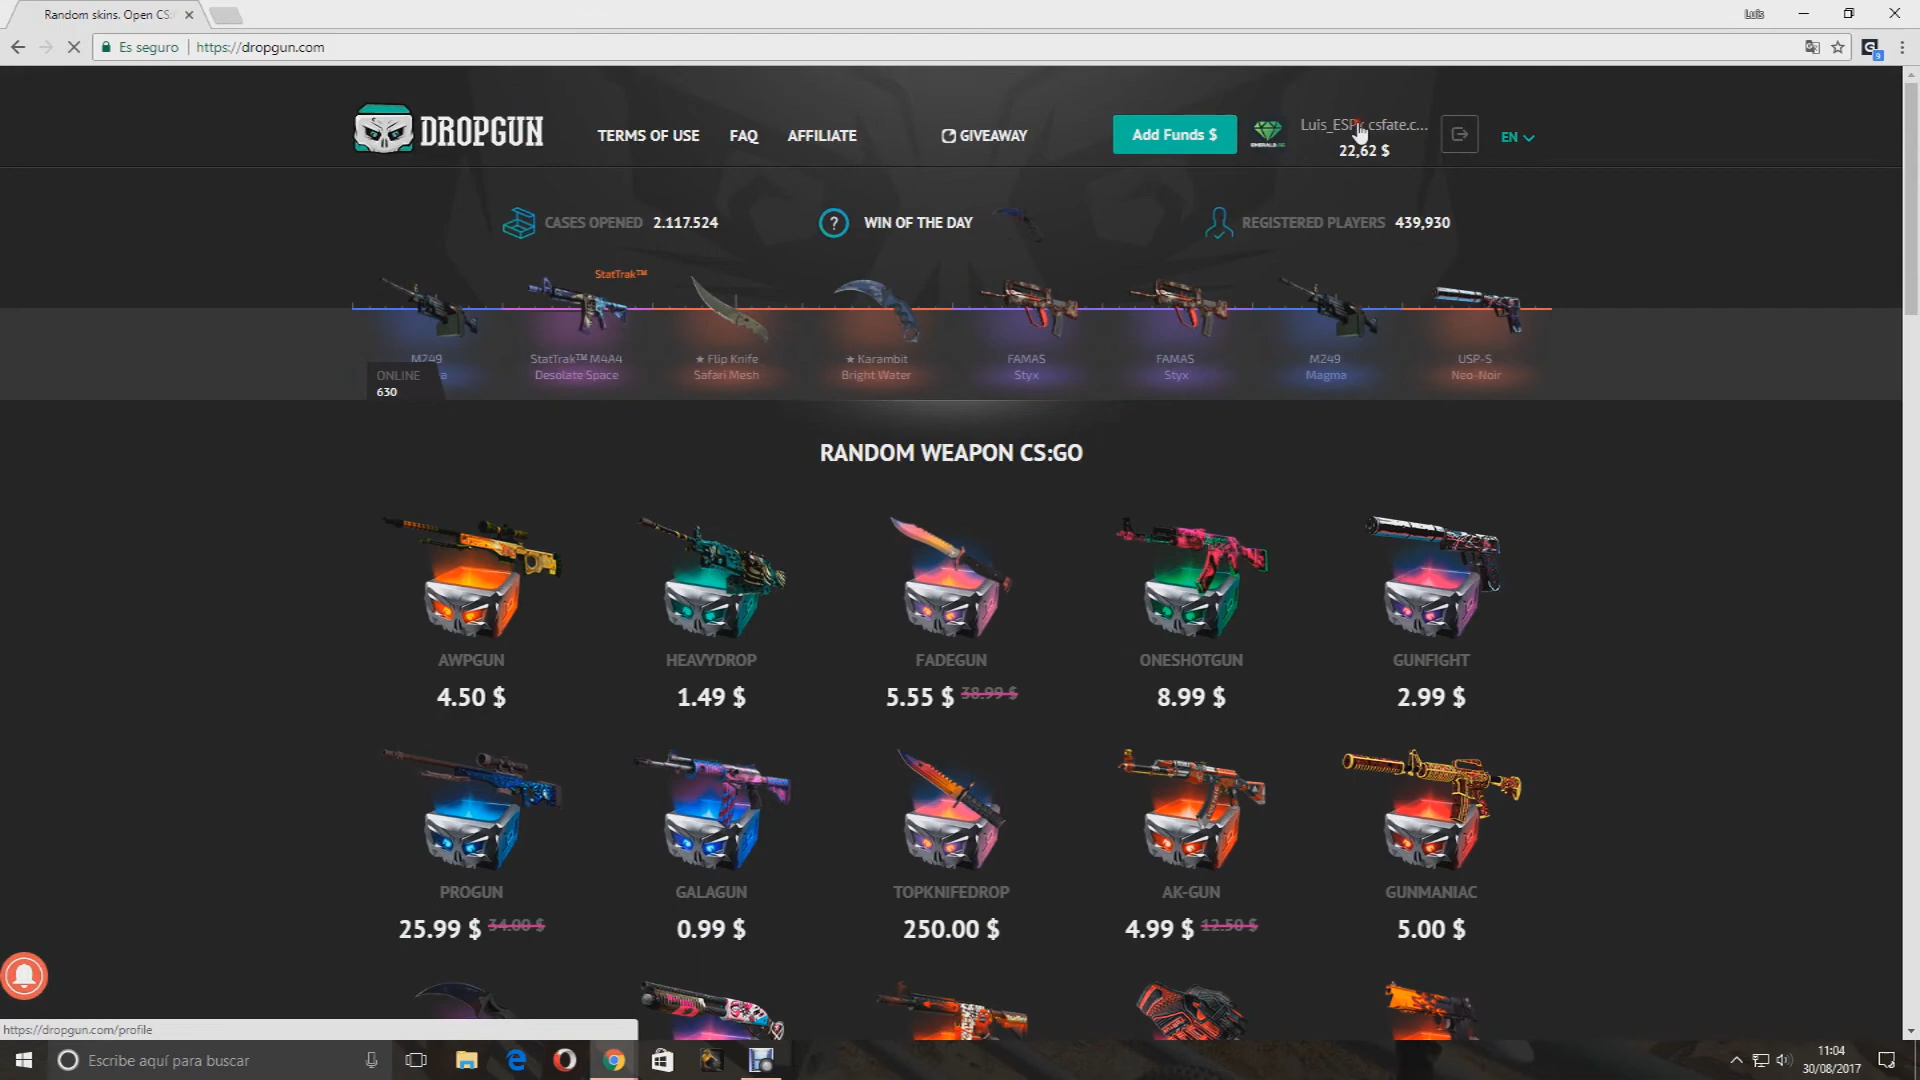 Random skins. Open CS:
Luis
Es seguro
https://dropgun.com
DROPGUN
TERMS OF USE
FAQ
AFFILIATE
GIVEAWAY
Add Funds $
EMERALD
Luis_ESP csfate.c...
22,62 $
EN
CASES OPENED 2.117.524
WIN OF THE DAY
REGISTERED PLAYERS 439,930
StatTrak™
M249
StatTrak™ M4A4
Desolate Space
★ Flip Knife
Safari Mesh
★ Karambit
Bright Water
FAMAS
Styx
FAMAS
Styx
M249
Magma
USP-S
Neo-Noir
ONLINE
630
RANDOM WEAPON CS:GO
AWPGUN
4.50 $
HEAVYDROP
1.49 $
FADEGUN
5.55 $ 38.99 $
ONESHOTGUN
8.99 $
GUNFIGHT
2.99 $
PROGUN
25.99 $ 34.00 $
GALAGUN
0.99 $
TOPKNIFEDROP
250.00 $
AK-GUN
4.99 $ 12.50 $
GUNMANIAC
5.00 $
https://dropgun.com/profile
Escribe aquí para buscar
11:04
30/08/2017